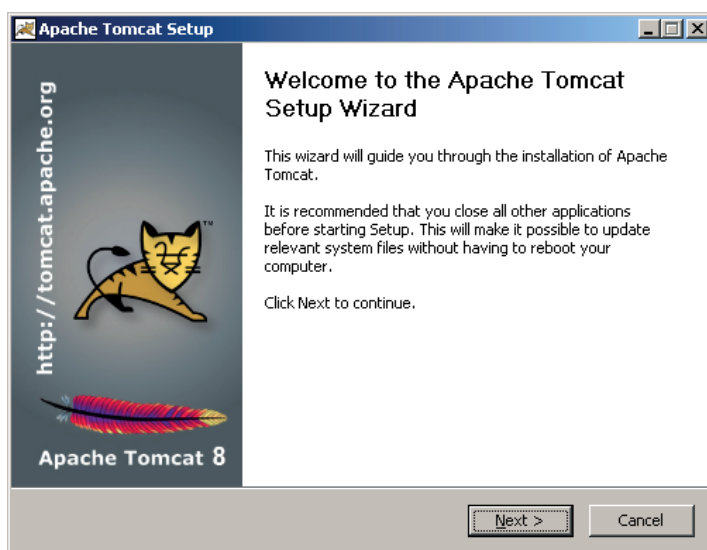 Apache Tomcat Setup
http://tomcat.apache.org
TM
Apache Tomcat 8
Welcome to the Apache Tomcat
Setup Wizard
This wizard will guide you through the installation of Apache
Tomcat.
It is recommended that you close all other applications
before starting Setup. This will make it possible to update
relevant system files without having to reboot your
computer.
Click Next to continue.
Next >
Cancel